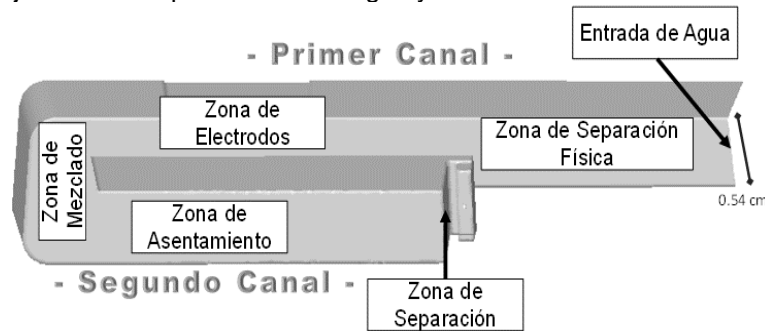 Entrada de Agua
- Primer Canal -
Zona de
Electrodos
Zona de Separación
Física
Zona de
Mezclado
0.54 cm
Zona de
Asentamiento
- Segundo Canal -
Zona de
Separación